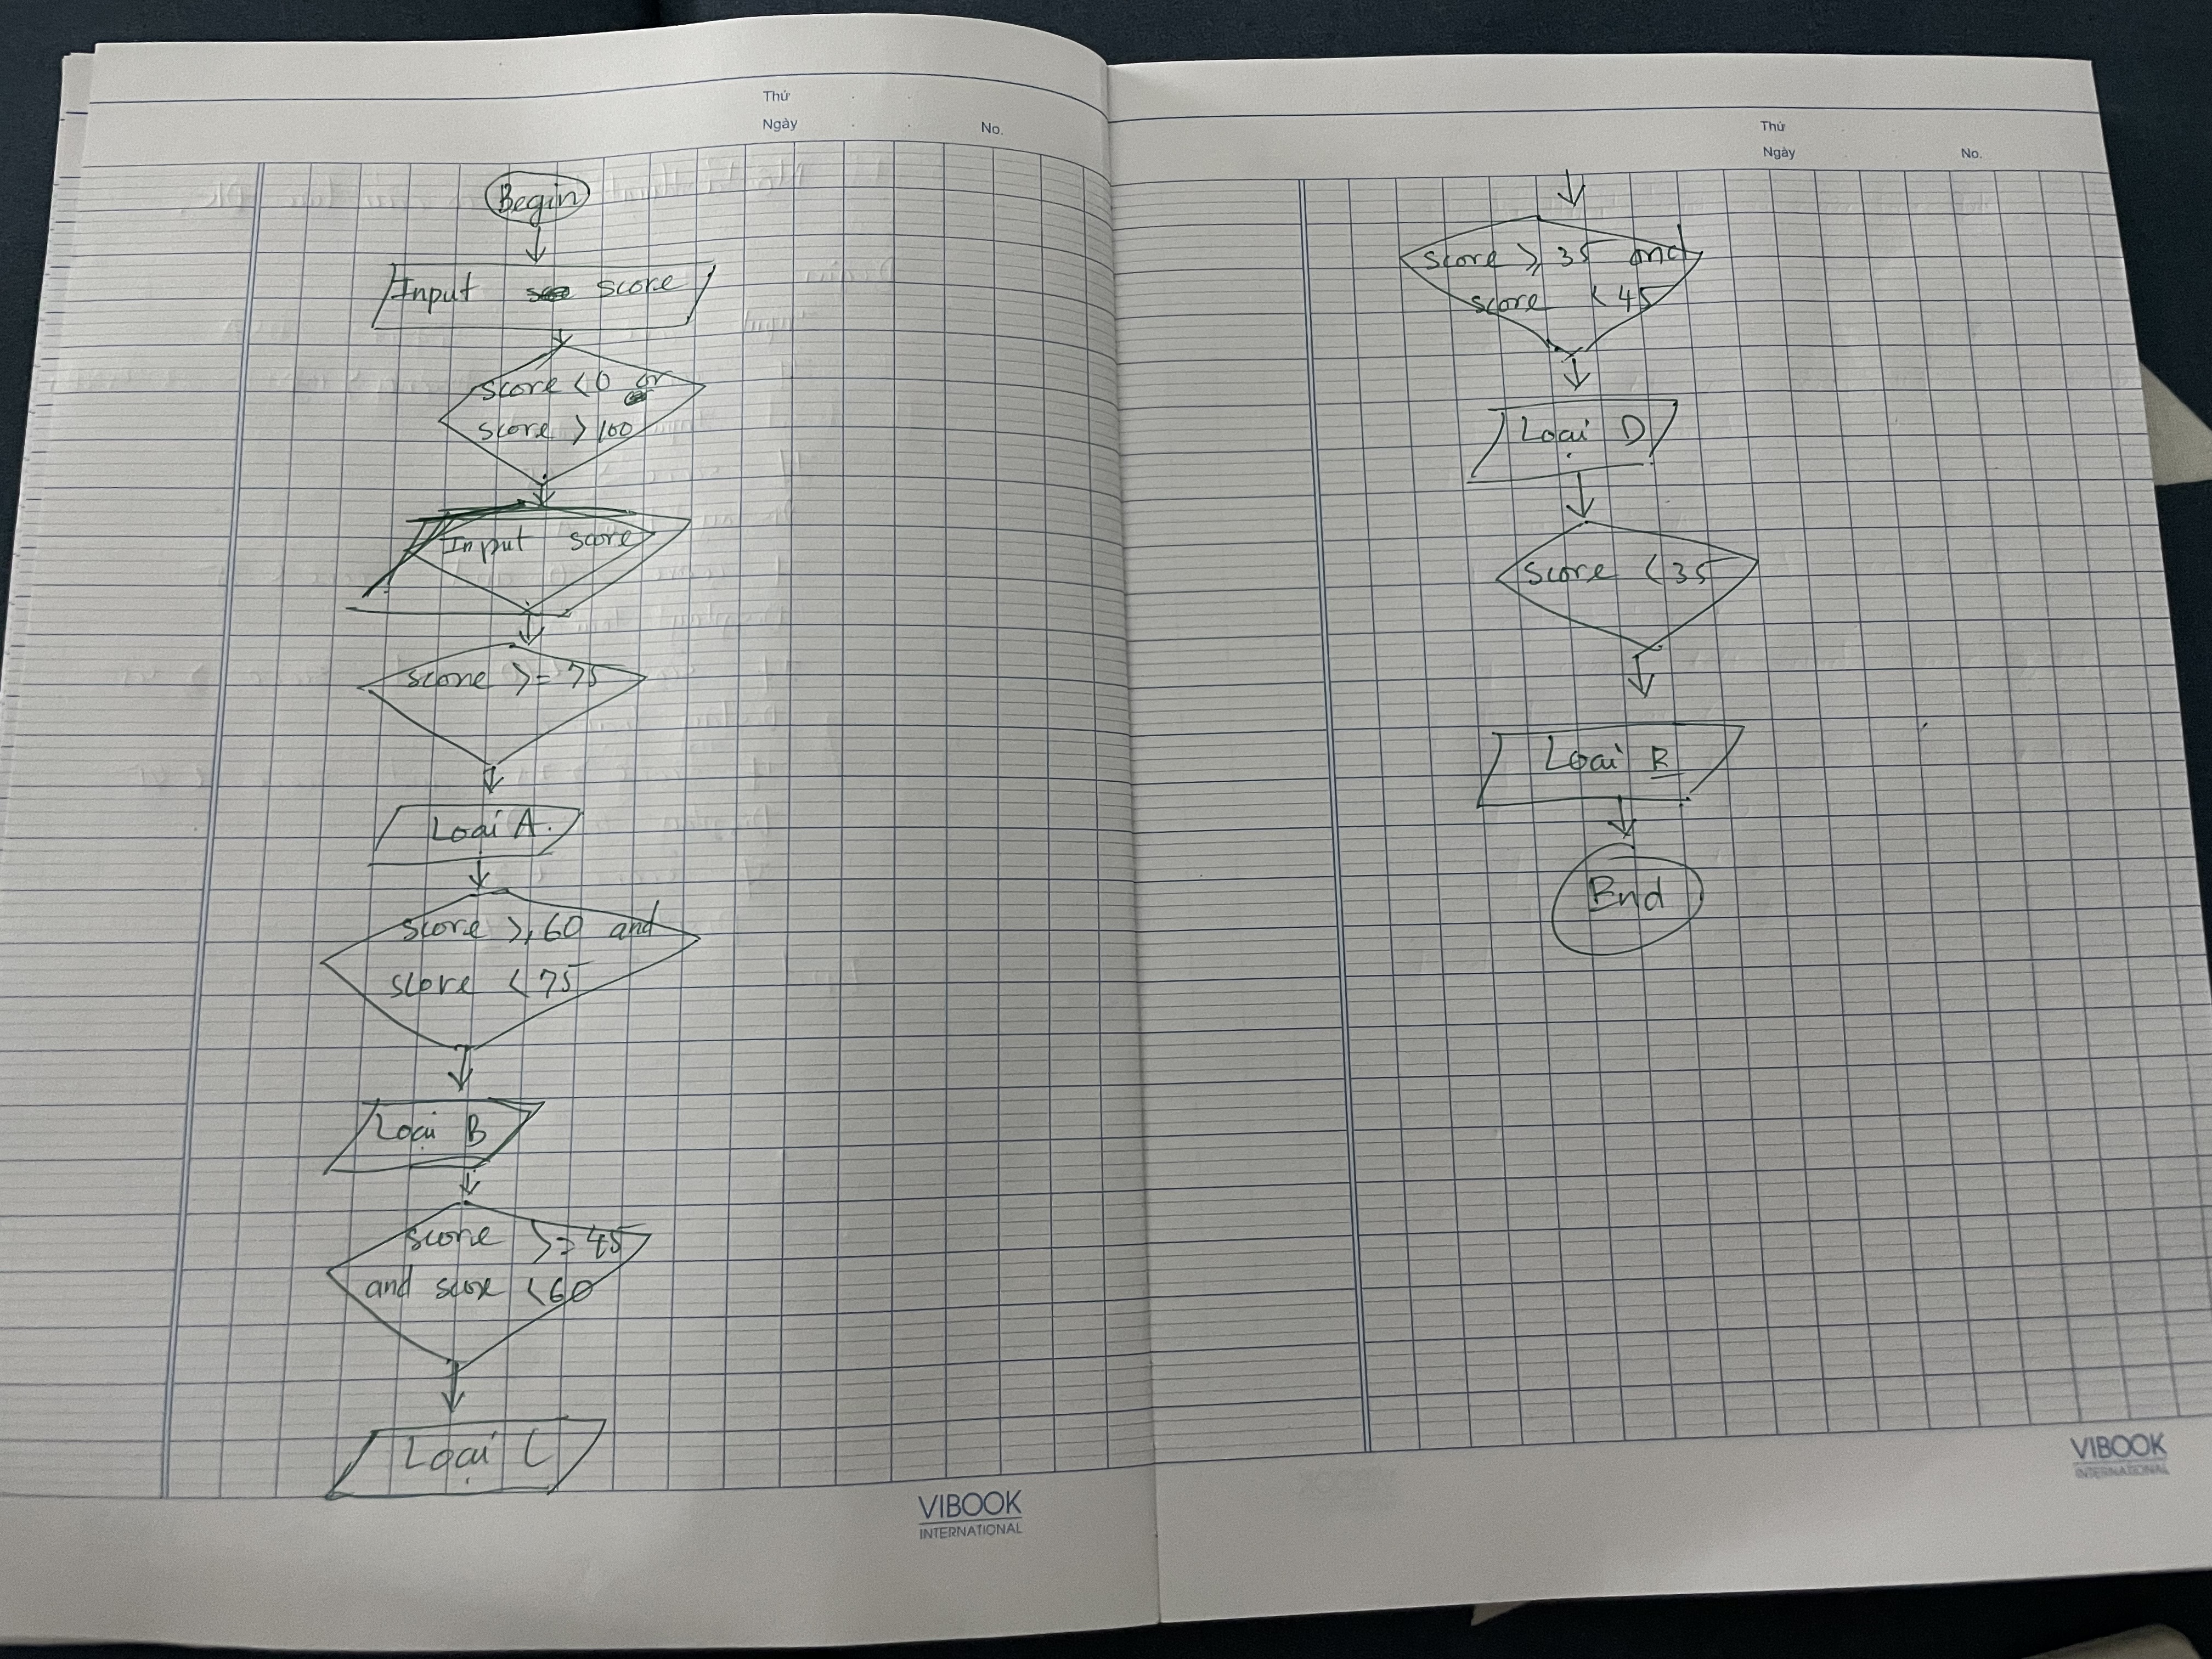 Thứ
Ngày
No.
Begin
Input score
Score < 0 or
score > 100
Input score
score >= 75
Loại A
Score >, 60 and
score < 75
Loại B
score >= 45
and score < 60
Loại C
VIBOOK
INTERNATIONAL
Thứ
Ngày
No.
Score >, 35 and
score < 45
Loại D
Score < 35
Loại
End
VIBOOK
INTERNATIONAL